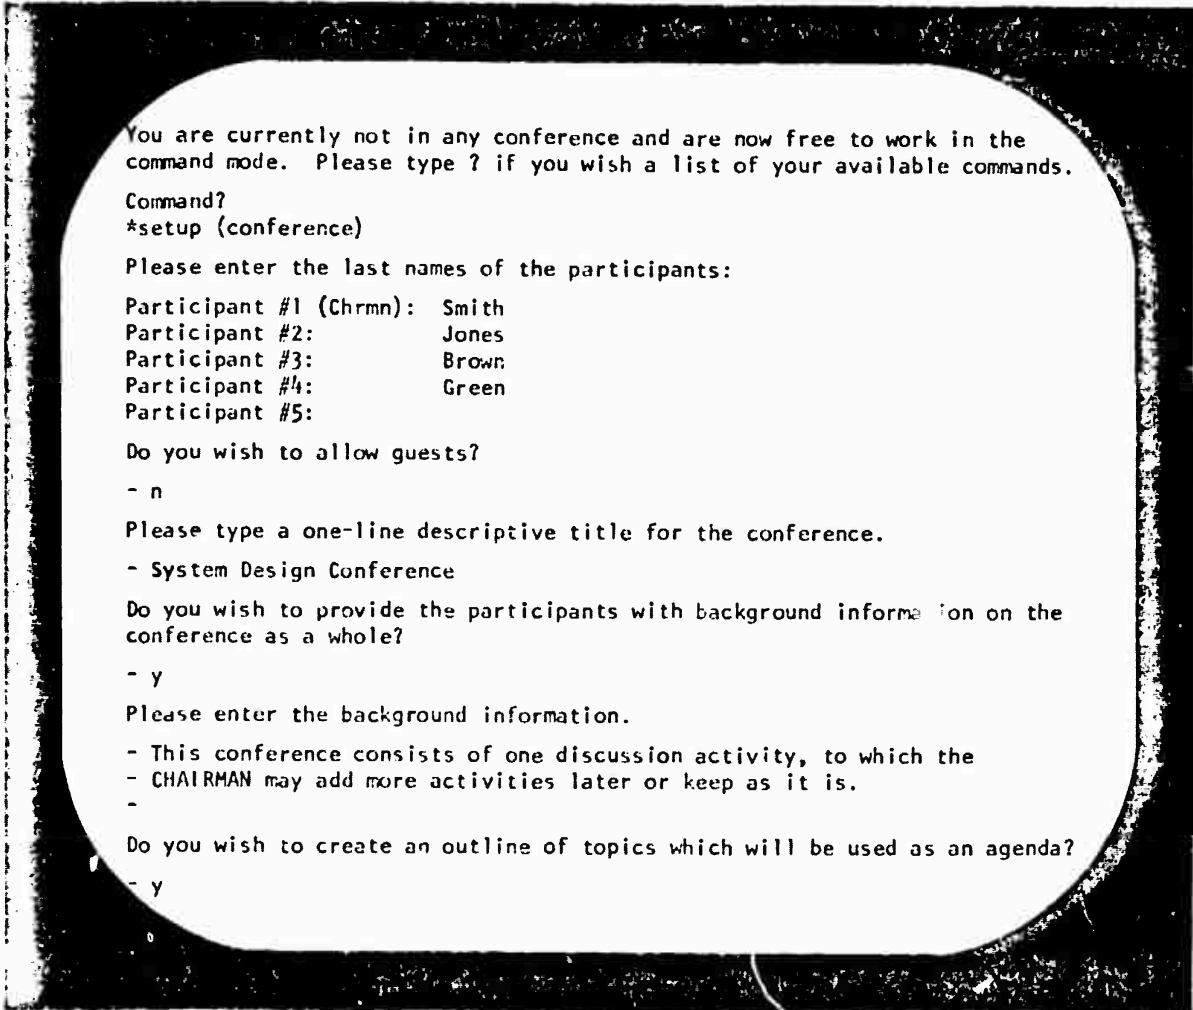 You are currently not in any conference and are now free to work in the
command mode. Please type ? if you wish a list of your available commands.
Command?
*setup (conference)
Please enter the last names of the participants:
Participant #1 (Chrmn): Smith
Participant #2: Jones
Participant #3: Brown
Participant #4: Green
Participant #5:
Do you wish to allow guests?
- n
Please type a one-line descriptive title for the conference.
- System Design Conference
Do you wish to provide the participants with background on the
conference as a whole?
- y
Please enter the background information.
- This conference consists of one discussion activity, to which the
- CHAIRMAN may add more activities later or keep as it is.
-
Do you wish to create an outline of topics which will be used as an agenda?
- y